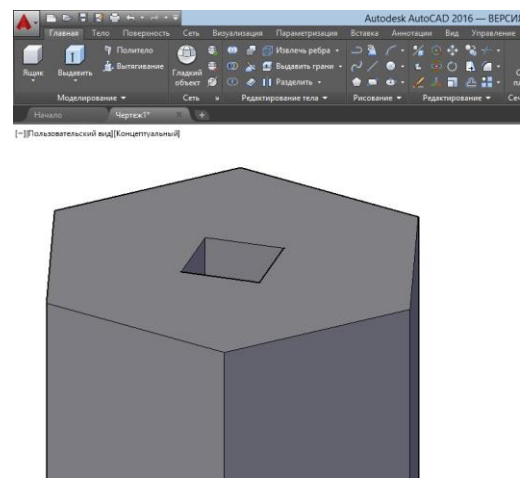 Autodesk AutoCAD 2016 — ВЕРСИЯ
Главная Тело Поверхность Сеть Визуализация Параметризация Вставка Аннотации Вид Управление
Ящик Выдавить Политело Вытягивание Гладкий объект Извлечь ребра Выдавить грани Разделить
Моделирование Сеть Редактирование тела Рисование Редактирование
Начало Чертеж1*
[−][Пользовательский вид][Концептуальный]